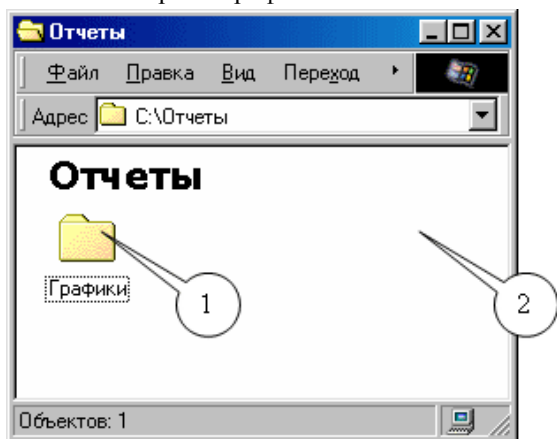 Отчеты
Файл Правка Вид Переход
Адрес C:\Отчеты
Отчеты
Графики
1
2
Объектов: 1